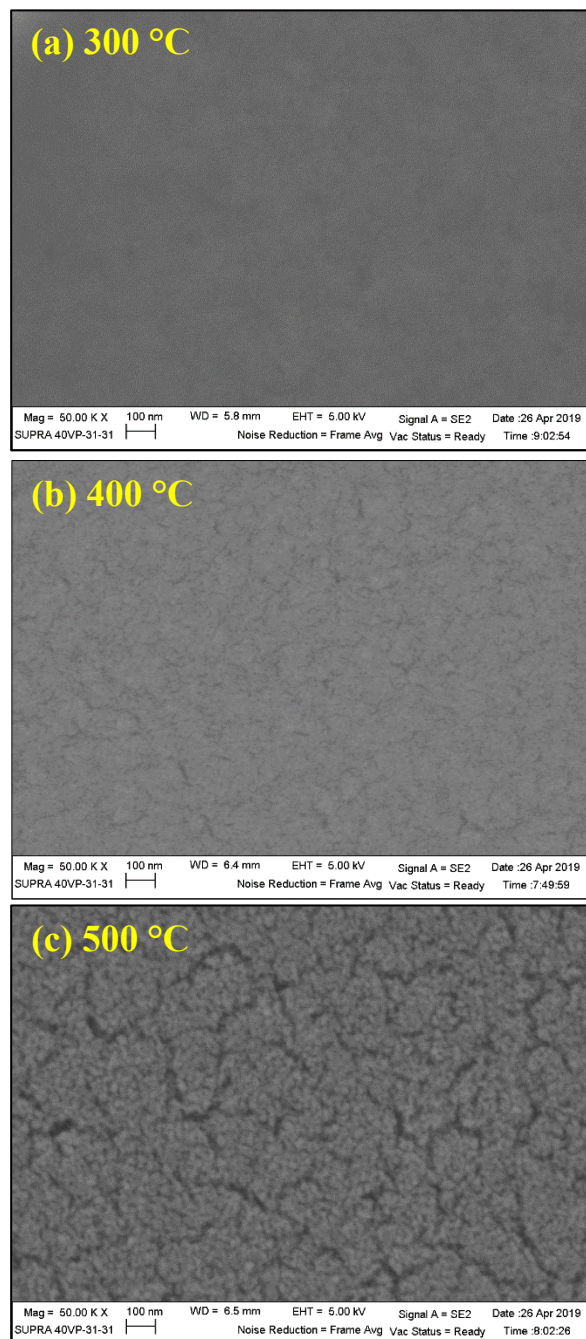 (a) 300 °C
Mag = 50.00 K X 100 nm WD = 5.8 mm EHT = 5.00 kV Signal A = SE2 Date :26 Apr 2019
SUPRA 40VP-31-31 Noise Reduction = Frame Avg Vac Status = Ready Time :9:02:54
(b) 400 °C
Mag = 50.00 K X 100 nm WD = 6.4 mm EHT = 5.00 kV Signal A = SE2 Date :26 Apr 2019
SUPRA 40VP-31-31 Noise Reduction = Frame Avg Vac Status = Ready Time :7:49:59
(c) 500 °C
Mag = 50.00 K X 100 nm WD = 6.5 mm EHT = 5.00 kV Signal A = SE2 Date :26 Apr 2019
SUPRA 40VP-31-31 Noise Reduction = Frame Avg Vac Status = Ready Time :8:02:26